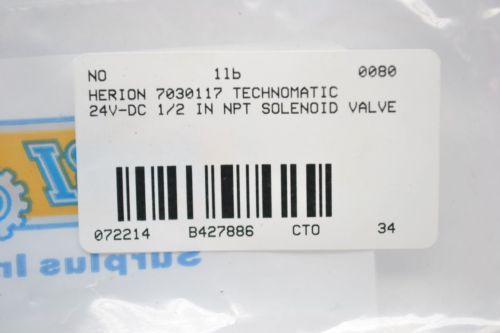 NO 1lb 0080
HERION 7030117 TECHNOMATIC
24V-DC 1/2 IN NPT SOLENOID VALVE
072214 B427886 CTO 34
Surplus In